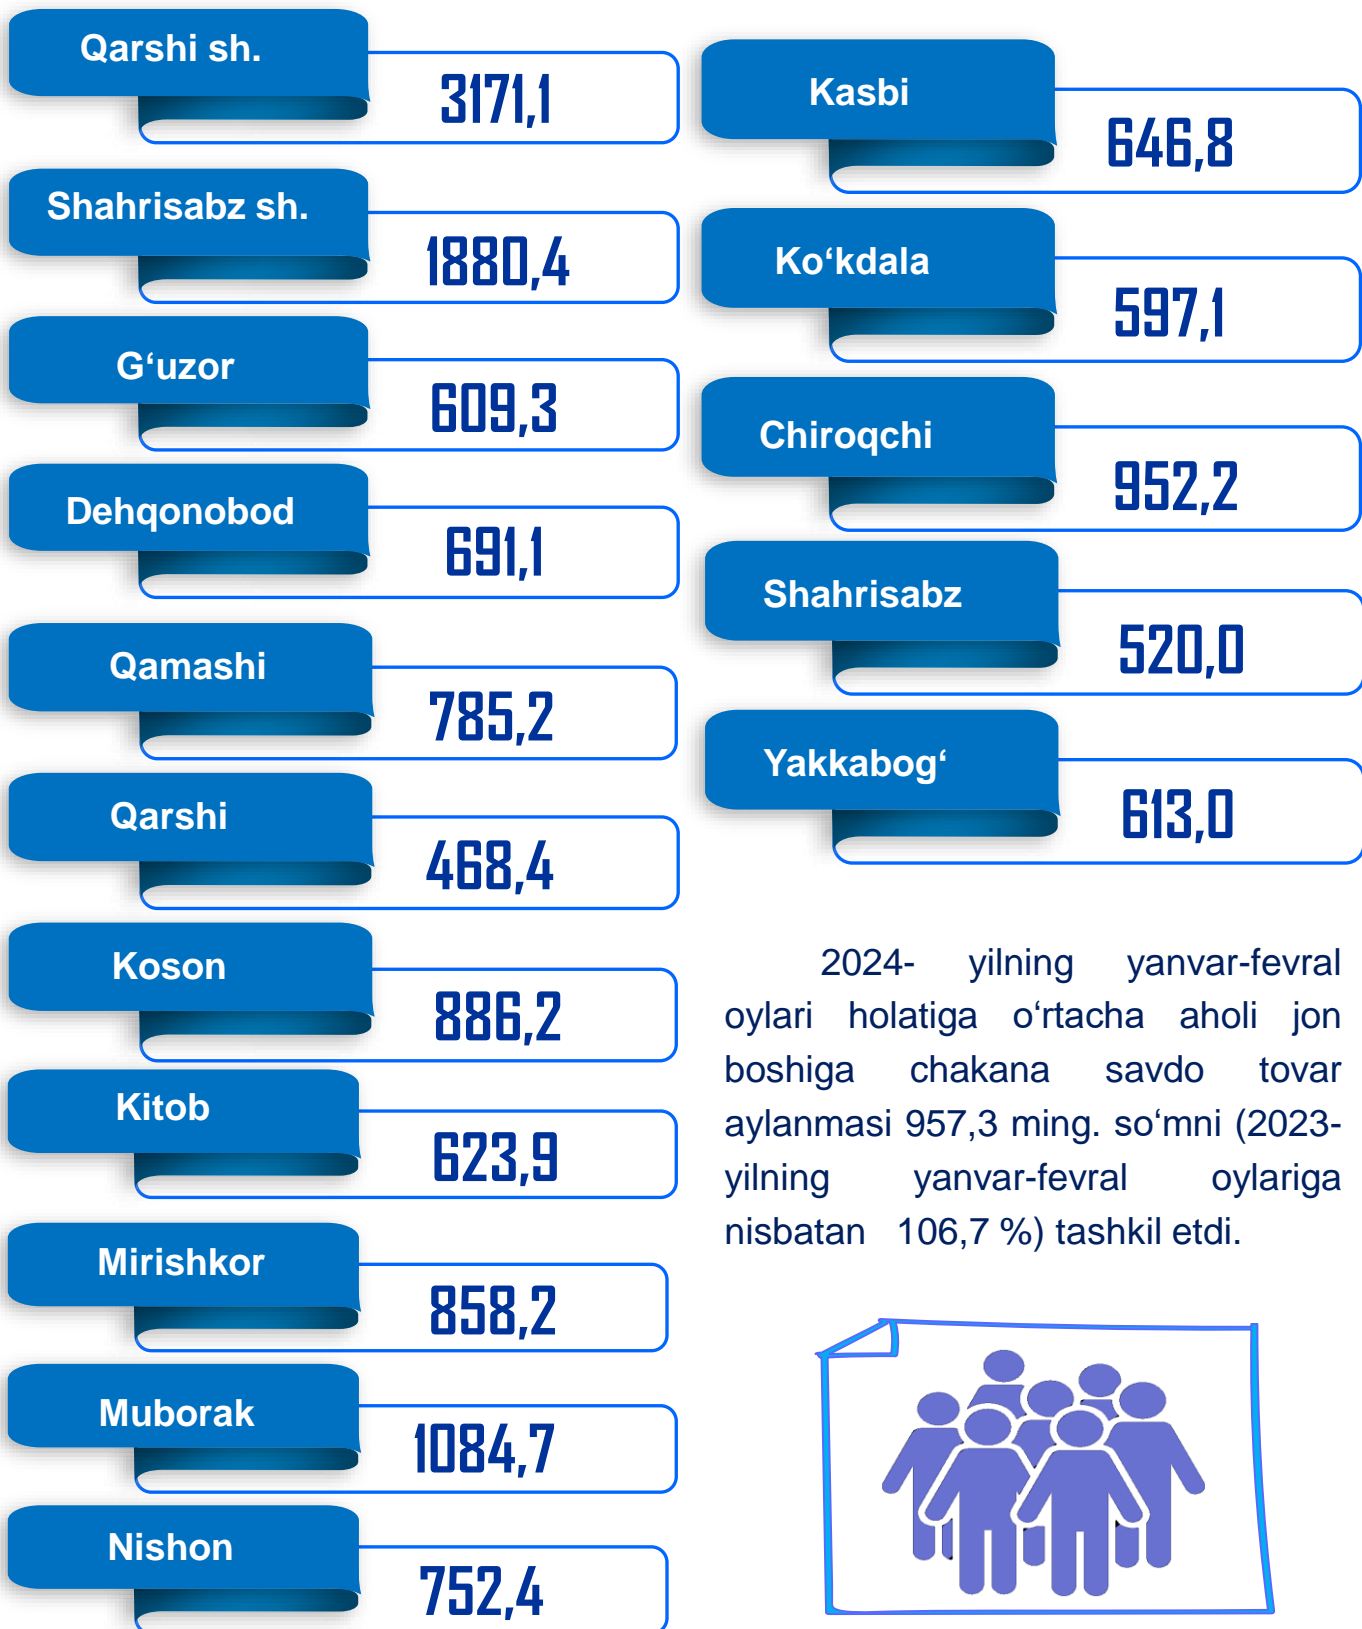 Qarshi sh.
3171,1
Shahrisabz sh.
1880,4
G‘uzor
609,3
Dehqonobod
691,1
Qamashi
785,2
Qarshi
468,4
Koson
886,2
Kitob
623,9
Mirishkor
858,2
Muborak
1084,7
Nishon
752,4
Kasbi
646,8
Ko‘kdala
597,1
Chiroqchi
952,2
Shahrisabz
520,0
Yakkabog‘
613,0
2024- yilning yanvar-fevral
oylari holatiga o‘rtacha aholi jon
boshiga chakana savdo tovar
aylanmasi 957,3 ming. so‘mni (2023-
yilning yanvar-fevral oylariga
nisbatan 106,7 %) tashkil etdi.